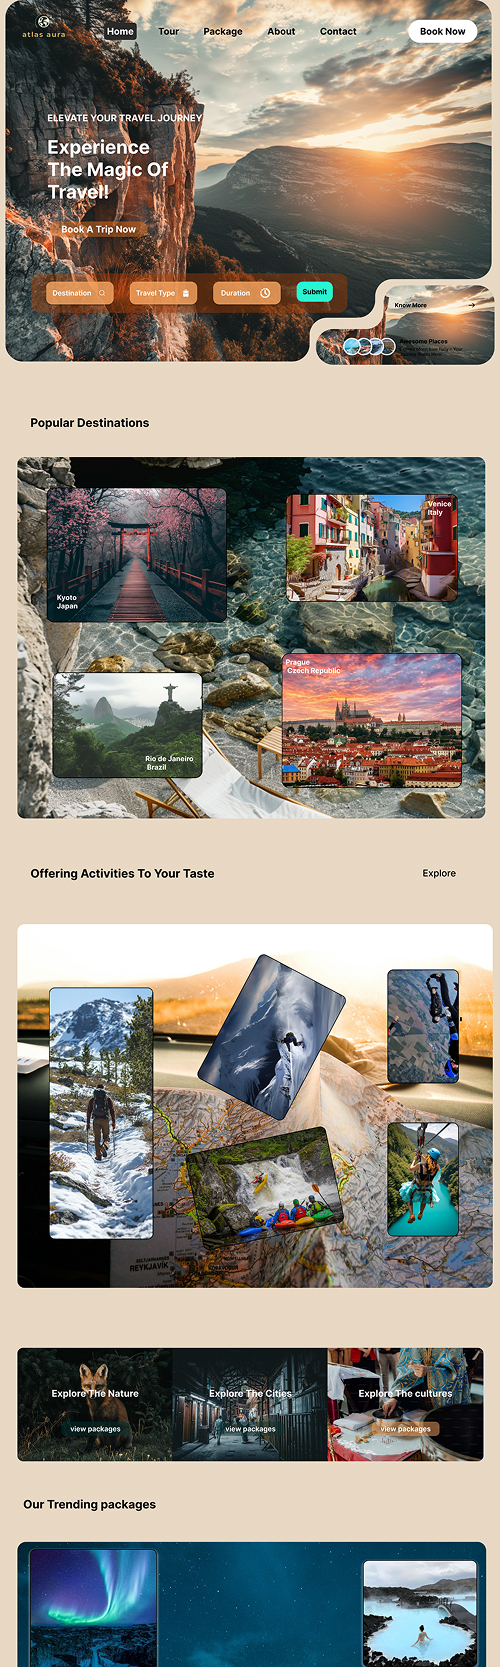 atlas aura
Home
Tour
Package
About
Contact
Book Now
ELEVATE YOUR TRAVEL JOURNEY
Experience
The Magic Of
Travel!
Book A Trip Now
Destination
Travel Type
Duration
Submit
Know More
Awesome Places
Popular Destinations
Kyoto
Japan
Venice
Italy
Prague
Czech Republic
Rio de Janeiro
Brazil
Offering Activities To Your Taste
Explore
REYKJAVÍK
Explore The Nature
Explore The Cities
Explore The cultures
view packages
view packages
view packages
Our Trending packages